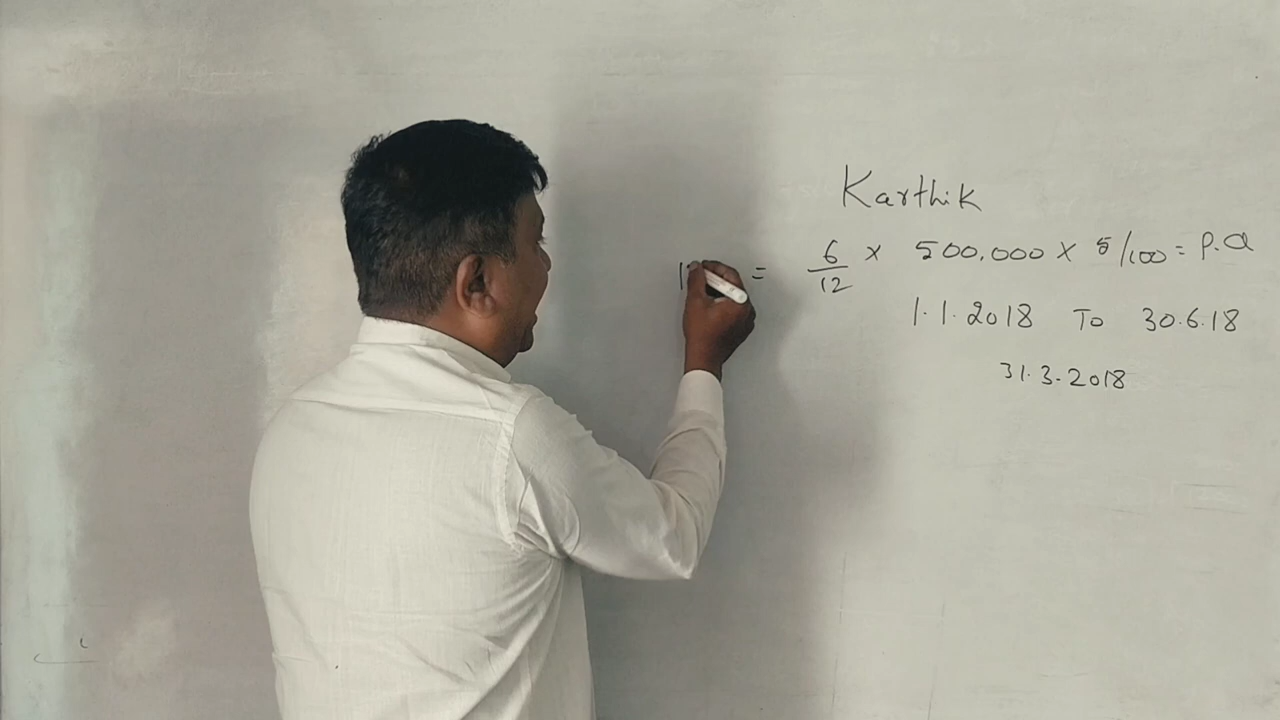 Karthik
= 6/12 × 500,000 × 5/100 = P.a
1.1.2018 To 30.6.18
31.3.2018